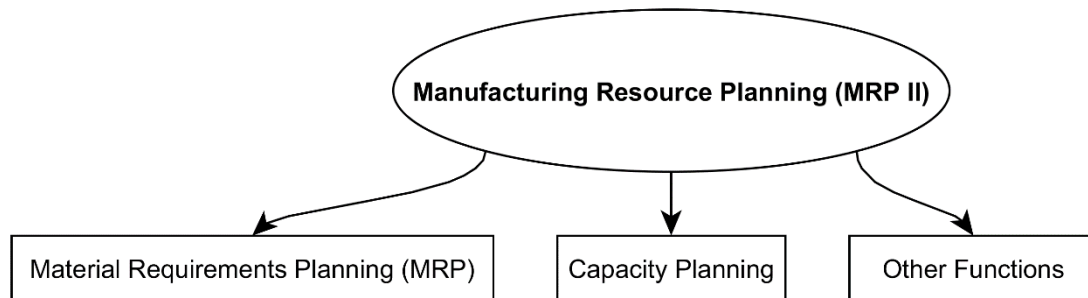 Manufacturing Resource Planning (MRP II)
Material Requirements Planning (MRP)
Capacity Planning
Other Functions